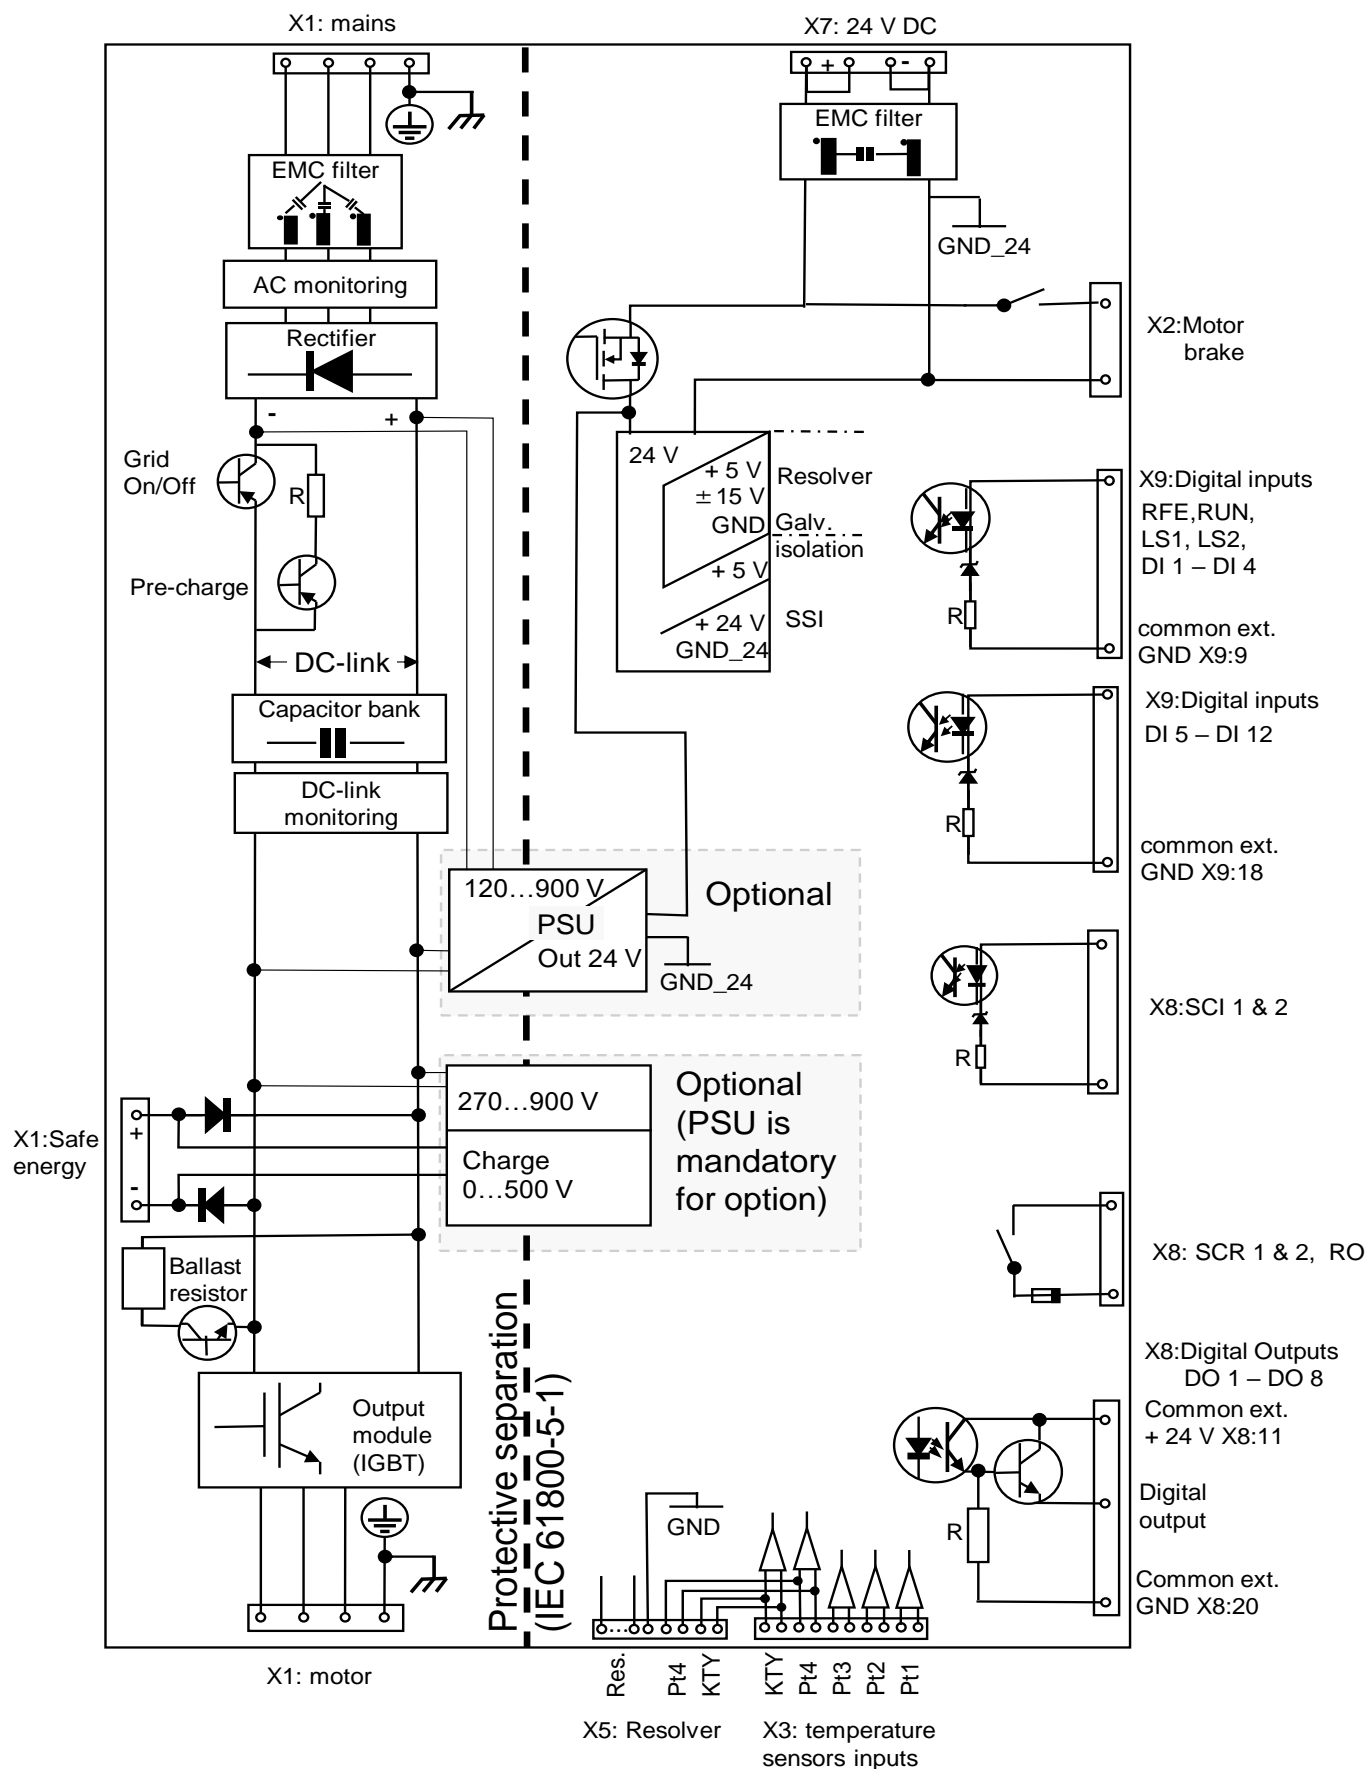 X1: mains
X7: 24 V DC
+
-
EMC filter
EMC filter
GND_24
AC monitoring
Rectifier
X2:Motor
brake
-
+
Grid
On/Off
R
Pre-charge
DC-link
24 V
+ 5 V
± 15 V
GND
+ 5 V
+ 24 V
GND_24
Resolver
Galv.
isolation
SSI
X9:Digital inputs
RFE,RUN,
LS1, LS2,
DI 1 – DI 4
R
common ext.
GND X9:9
Capacitor bank
DC-link
monitoring
X9:Digital inputs
DI 5 – DI 12
R
common ext.
GND X9:18
120…900 V
PSU
Out 24 V
Optional
GND_24
X8:SCI 1 & 2
R
270…900 V
Charge
0…500 V
Optional
(PSU is
mandatory
for option)
X1:Safe
energy
+
-
Ballast
resistor
X8: SCR 1 & 2, RO
Output
module
(IGBT)
Protective separation
(IEC 61800-5-1)
X8:Digital Outputs
DO 1 – DO 8
Common ext.
+ 24 V X8:11
Digital
output
R
Common ext.
GND X8:20
GND
...
X1: motor
Res.
Pt4
KTY
KTY
Pt4
Pt3
Pt2
Pt1
X5: Resolver
X3: temperature
sensors inputs